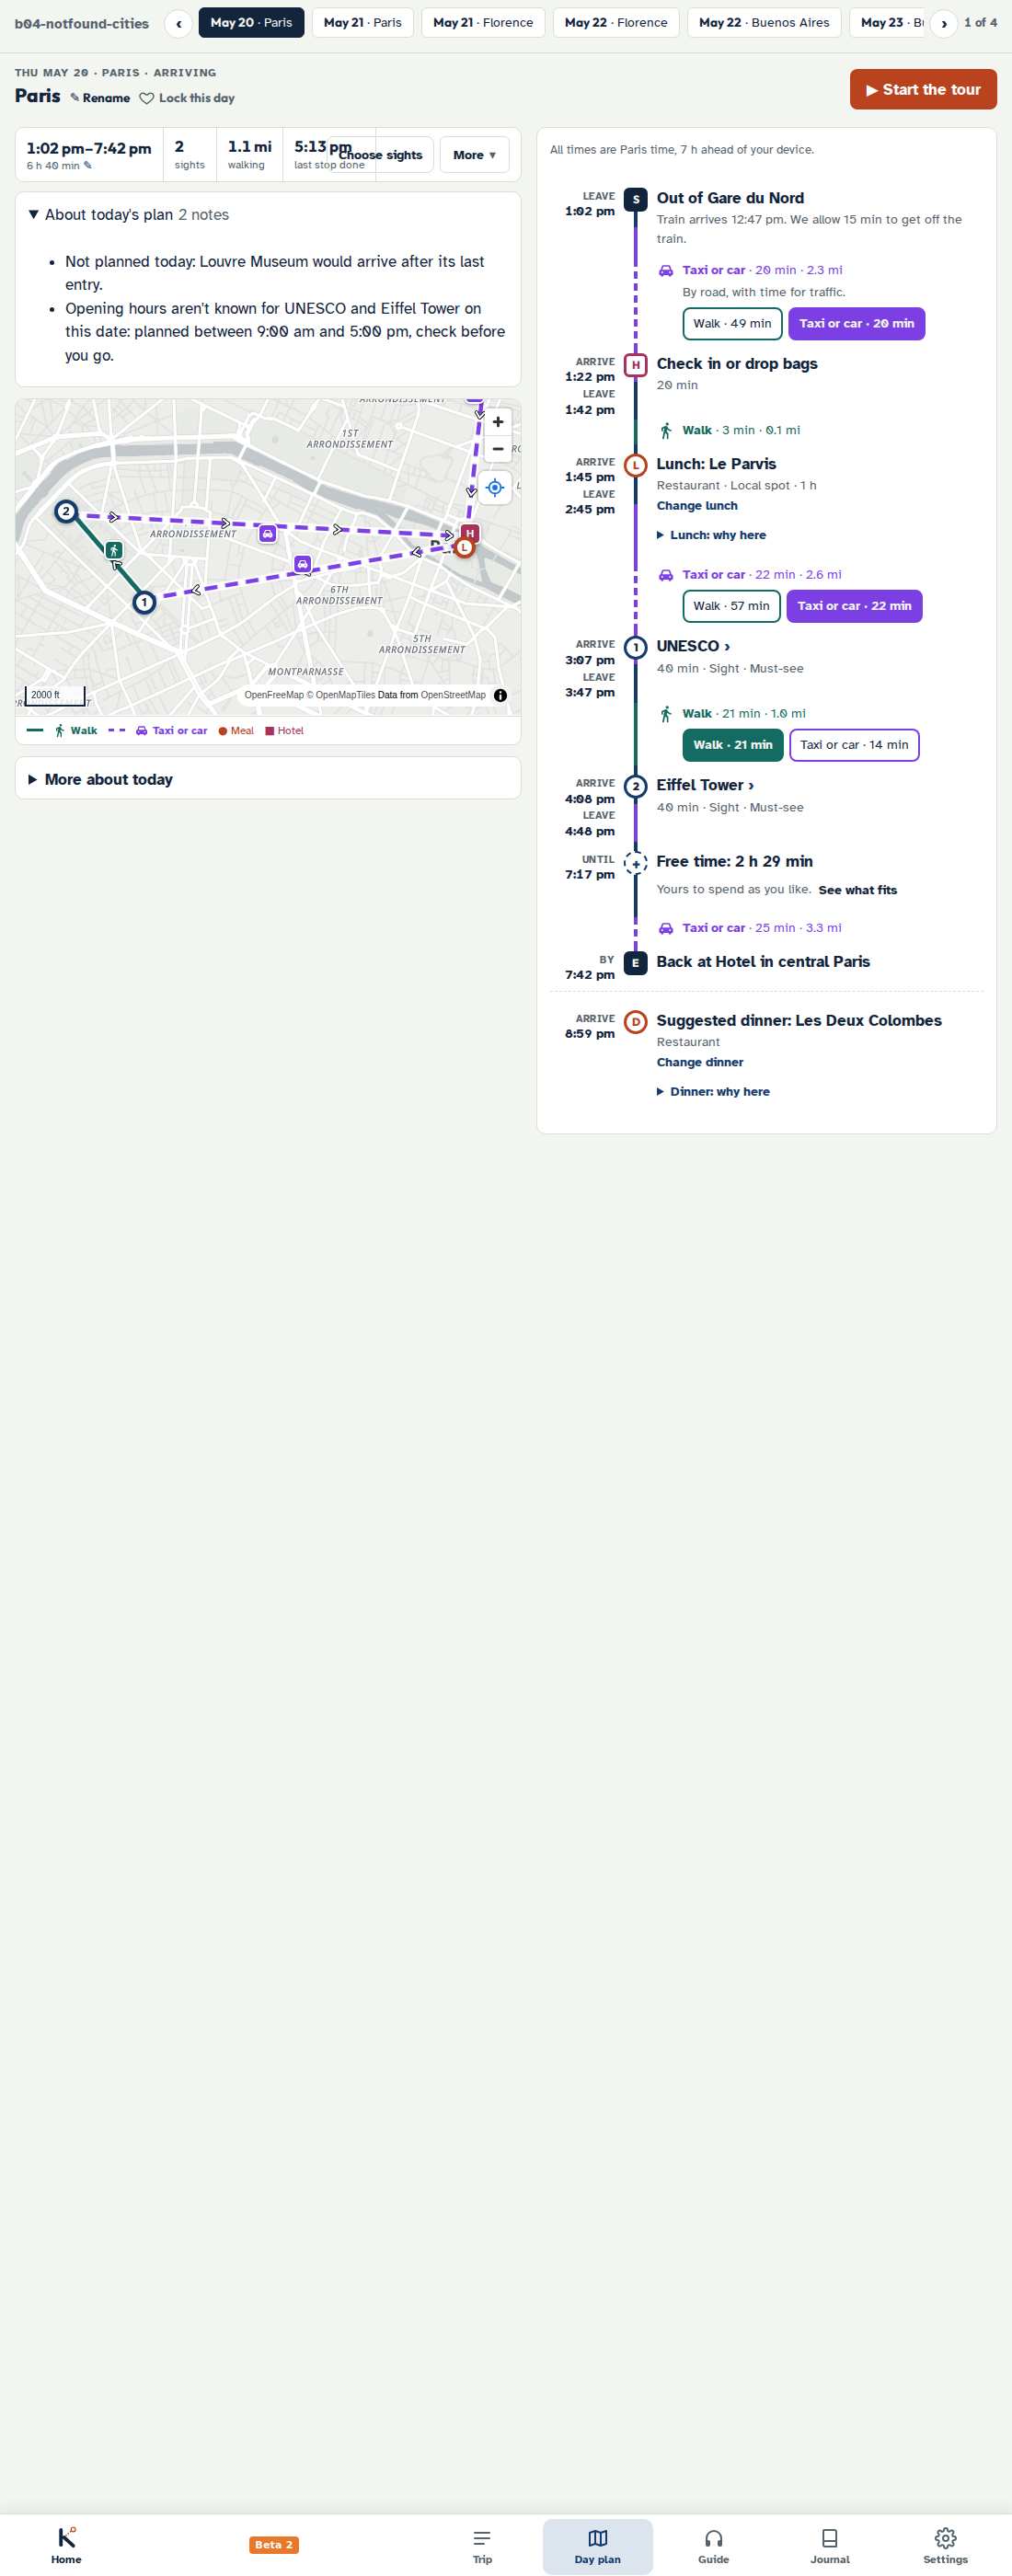 b04-notfound-cities
‹
May 20 · Paris
May 21 · Paris
May 21 · Florence
May 22 · Florence
May 22 · Buenos Aires
May 23 · B
›
1 of 4
THU MAY 20 · PARIS · ARRIVING
Paris ✎ Rename Lock this day
▶ Start the tour
1:02 pm–7:42 pm
6 h 40 min ✎
2
sights
1.1 mi
walking
5:13 pm
last stop done
Choose sights
More ▾
▼ About today's plan 2 notes
• Not planned today: Louvre Museum would arrive after its last
entry.
• Opening hours aren't known for UNESCO and Eiffel Tower on
this date: planned between 9:00 am and 5:00 pm, check before
you go.
ARRONDISSEMENT
1ST
ARRONDISSEMENT
+
−
2
ARRONDISSEMENT
H
L
1
6TH
ARRONDISSEMENT
5TH
ARRONDISSEMENT
MONTPARNASSE
2000 ft
OpenFreeMap © OpenMapTiles Data from OpenStreetMap
Walk Taxi or car Meal Hotel
▶ More about today
All times are Paris time, 7 h ahead of your device.
LEAVE
1:02 pm
S
Out of Gare du Nord
Train arrives 12:47 pm. We allow 15 min to get off the
train.
Taxi or car · 20 min · 2.3 mi
By road, with time for traffic.
Walk · 49 min
Taxi or car · 20 min
ARRIVE
1:22 pm
LEAVE
1:42 pm
H
Check in or drop bags
20 min
Walk · 3 min · 0.1 mi
ARRIVE
1:45 pm
LEAVE
2:45 pm
L
Lunch: Le Parvis
Restaurant · Local spot · 1 h
Change lunch
▶ Lunch: why here
Taxi or car · 22 min · 2.6 mi
Walk · 57 min
Taxi or car · 22 min
ARRIVE
3:07 pm
LEAVE
3:47 pm
1
UNESCO ›
40 min · Sight · Must-see
Walk · 21 min · 1.0 mi
Walk · 21 min
Taxi or car · 14 min
ARRIVE
4:08 pm
LEAVE
4:48 pm
2
Eiffel Tower ›
40 min · Sight · Must-see
UNTIL
7:17 pm
+
Free time: 2 h 29 min
Yours to spend as you like. See what fits
Taxi or car · 25 min · 3.3 mi
BY
7:42 pm
E
Back at Hotel in central Paris
ARRIVE
8:59 pm
D
Suggested dinner: Les Deux Colombes
Restaurant
Change dinner
▶ Dinner: why here
Home
Beta 2
Trip
Day plan
Guide
Journal
Settings